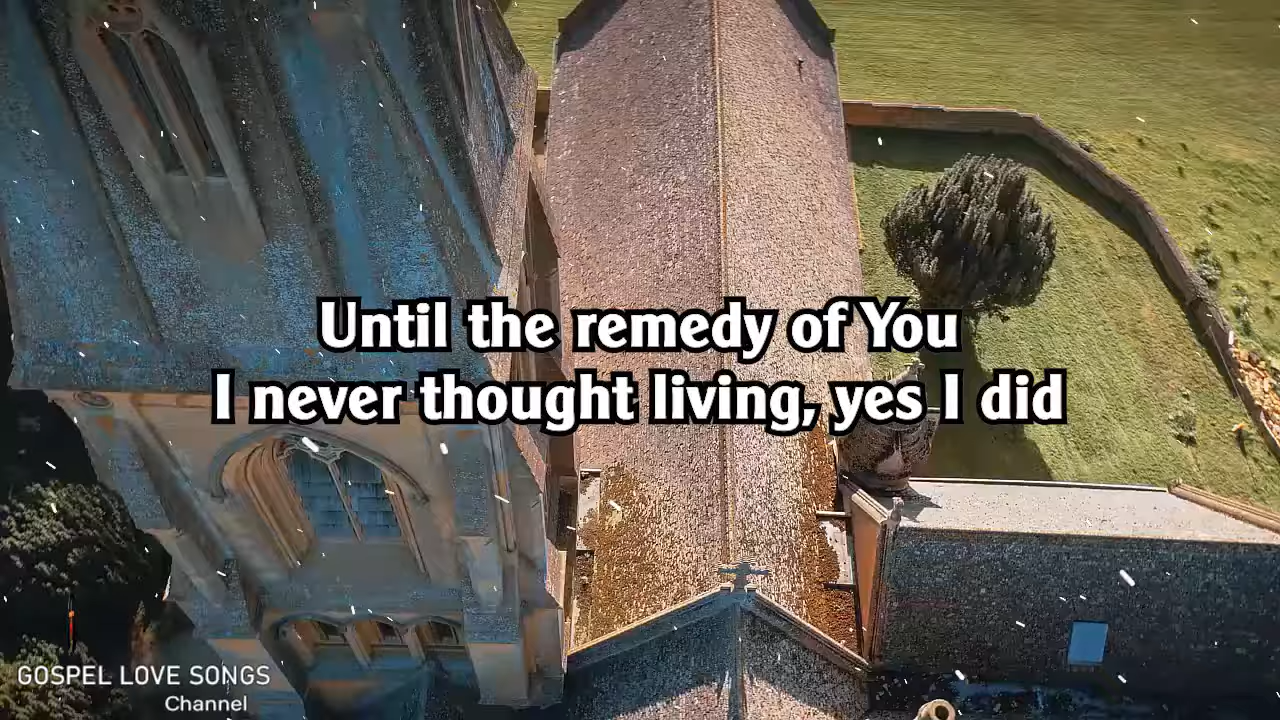 Until the remedy of You
I never thought living, yes I did
GOSPEL LOVE SONGS
Channel